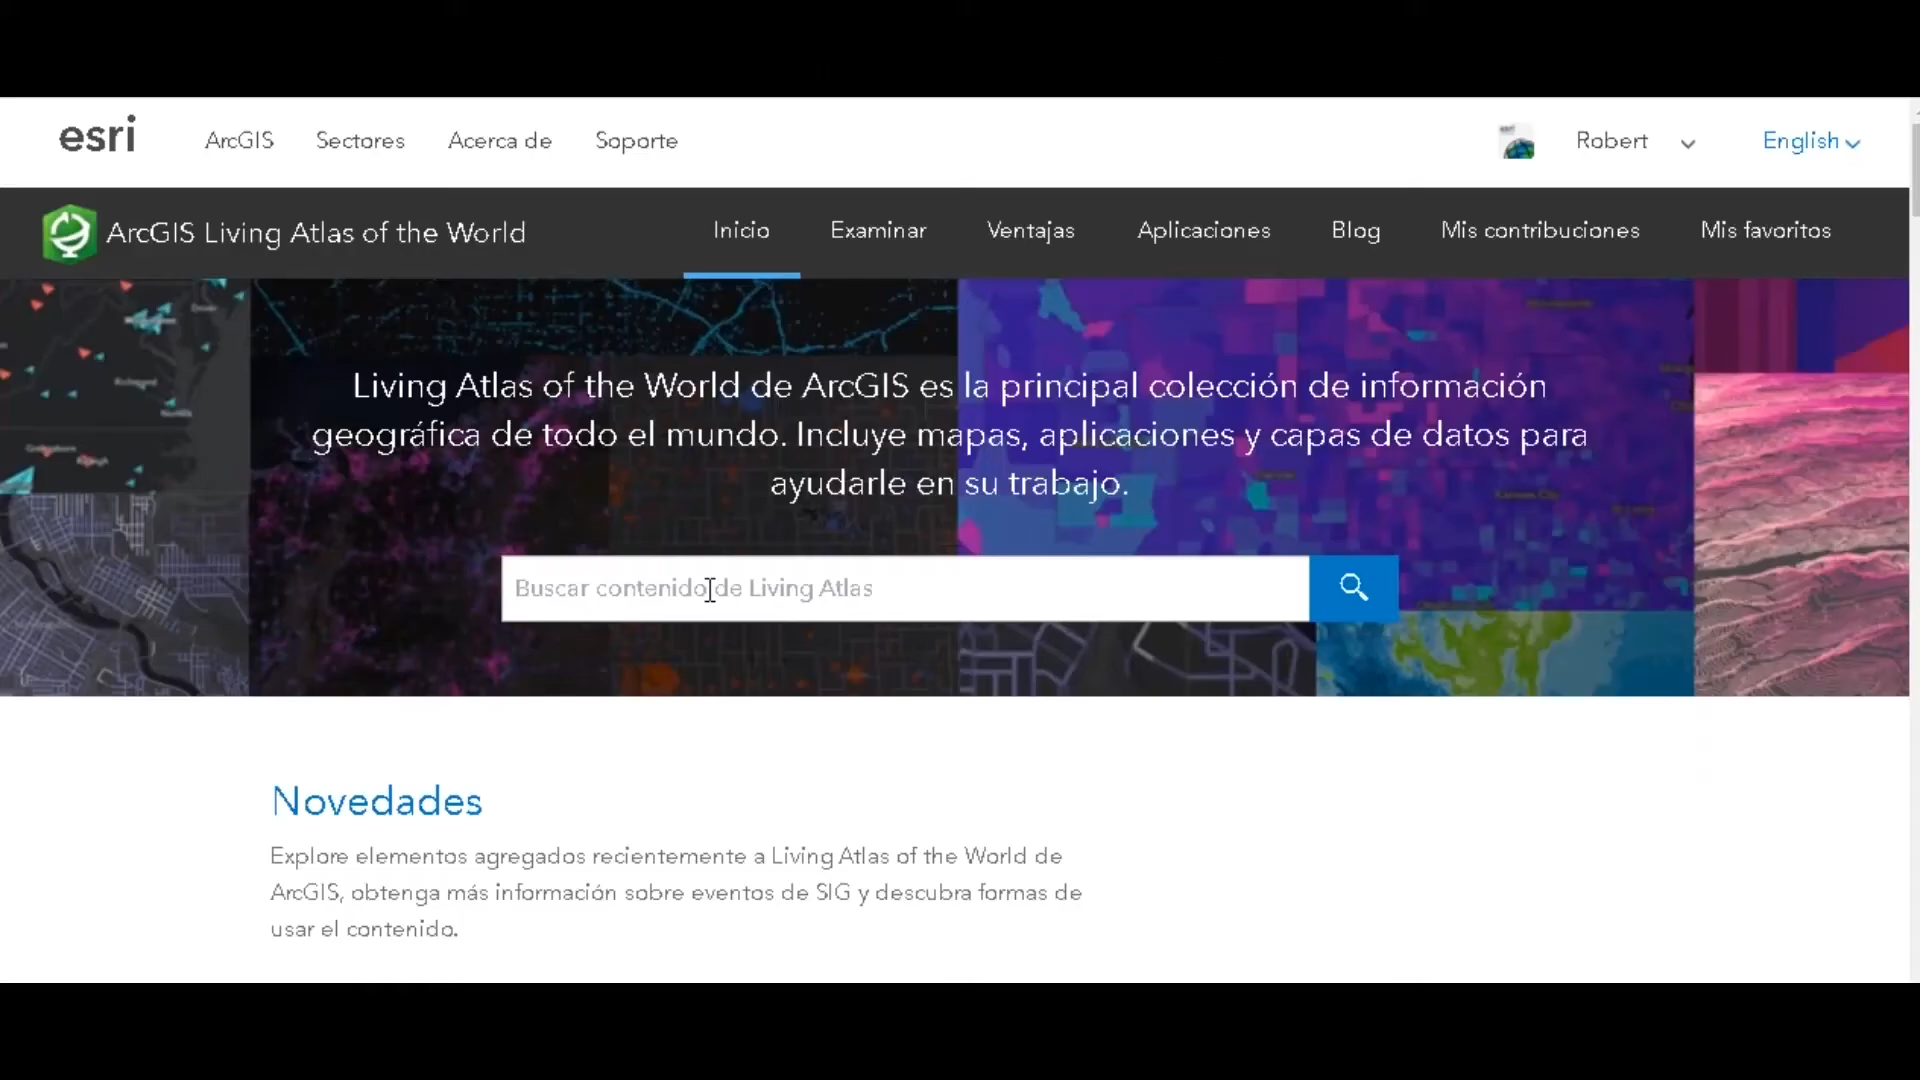 esri
ArcGIS
Sectores
Acerca de
Soporte
Robert
English
ArcGIS Living Atlas of the World
Inicio
Examinar
Ventajas
Aplicaciones
Blog
Mis contribuciones
Mis favoritos
Living Atlas of the World de ArcGIS es la principal colección de información
geográfica de todo el mundo. Incluye mapas, aplicaciones y capas de datos para
ayudarle en su trabajo.
Buscar contenido de Living Atlas
Novedades
Explore elementos agregados recientemente a Living Atlas of the World de
ArcGIS, obtenga más información sobre eventos de SIG y descubra formas de
usar el contenido.